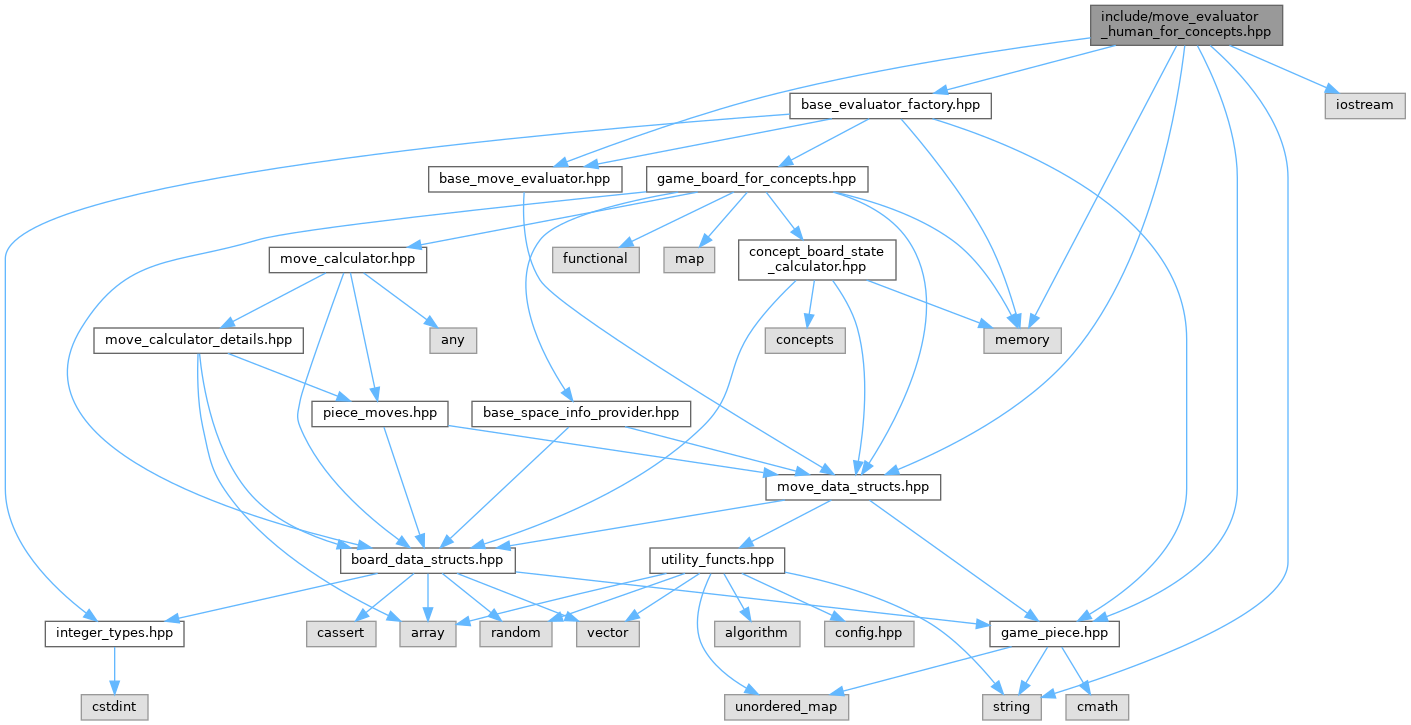 include/move_evaluator
_human_for_concepts.hpp
base_evaluator_factory.hpp
iostream
base_move_evaluator.hpp
game_board_for_concepts.hpp
move_calculator.hpp
functional
map
concept_board_state
_calculator.hpp
move_calculator_details.hpp
any
concepts
memory
piece_moves.hpp
base_space_info_provider.hpp
move_data_structs.hpp
board_data_structs.hpp
utility_functs.hpp
integer_types.hpp
cassert
array
random
vector
algorithm
config.hpp
game_piece.hpp
cstdint
unordered_map
string
cmath